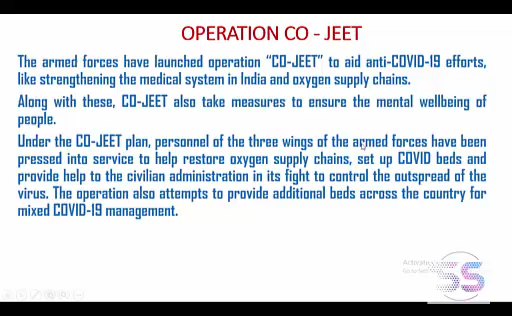 OPERATION CO - JEET
The armed forces have launched operation “CO-JEET” to aid anti-COVID-19 efforts,
like strengthening the medical system in India and oxygen supply chains.
Along with these, CO-JEET also take measures to ensure the mental wellbeing of
people.
Under the CO-JEET plan, personnel of the three wings of the armed forces have been
pressed into service to help restore oxygen supply chains, set up COVID beds and
provide help to the civilian administration in its fight to control the outspread of the
virus. The operation also attempts to provide additional beds across the country for
mixed COVID-19 management.
SS